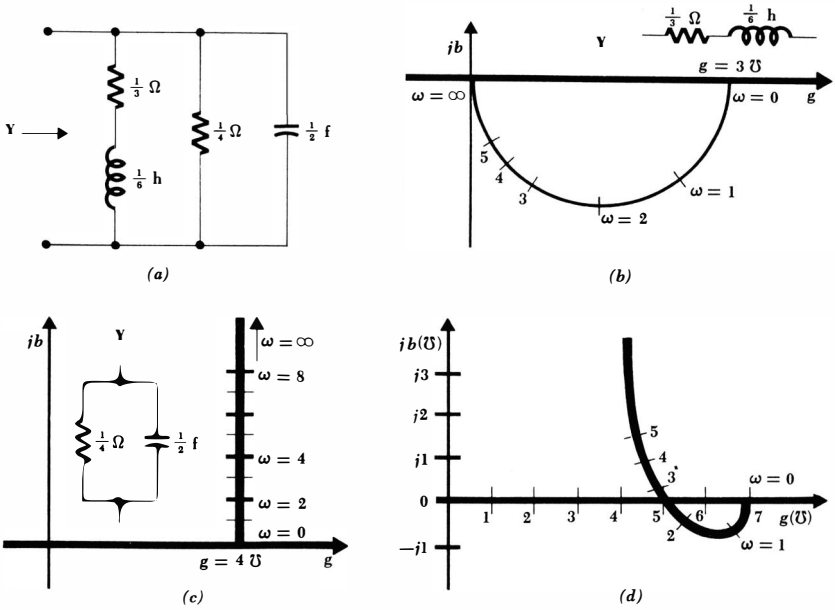 Y
1/3 Ω
1/6 h
1/4 Ω
1/2 f
(a)
jb
Y
1/3 Ω
1/6 h
g = 3 ℧
ω = ∞
ω = 0
g
5
4
3
ω = 2
ω = 1
(b)
jb
Y
1/4 Ω
1/2 f
ω = ∞
ω = 8
ω = 4
ω = 2
ω = 0
g = 4 ℧
g
(c)
jb(℧)
j3
j2
j1
0
−j1
5
4
3
ω = 0
1 2 3 4 5 6 7 g(℧)
2
ω = 1
(d)